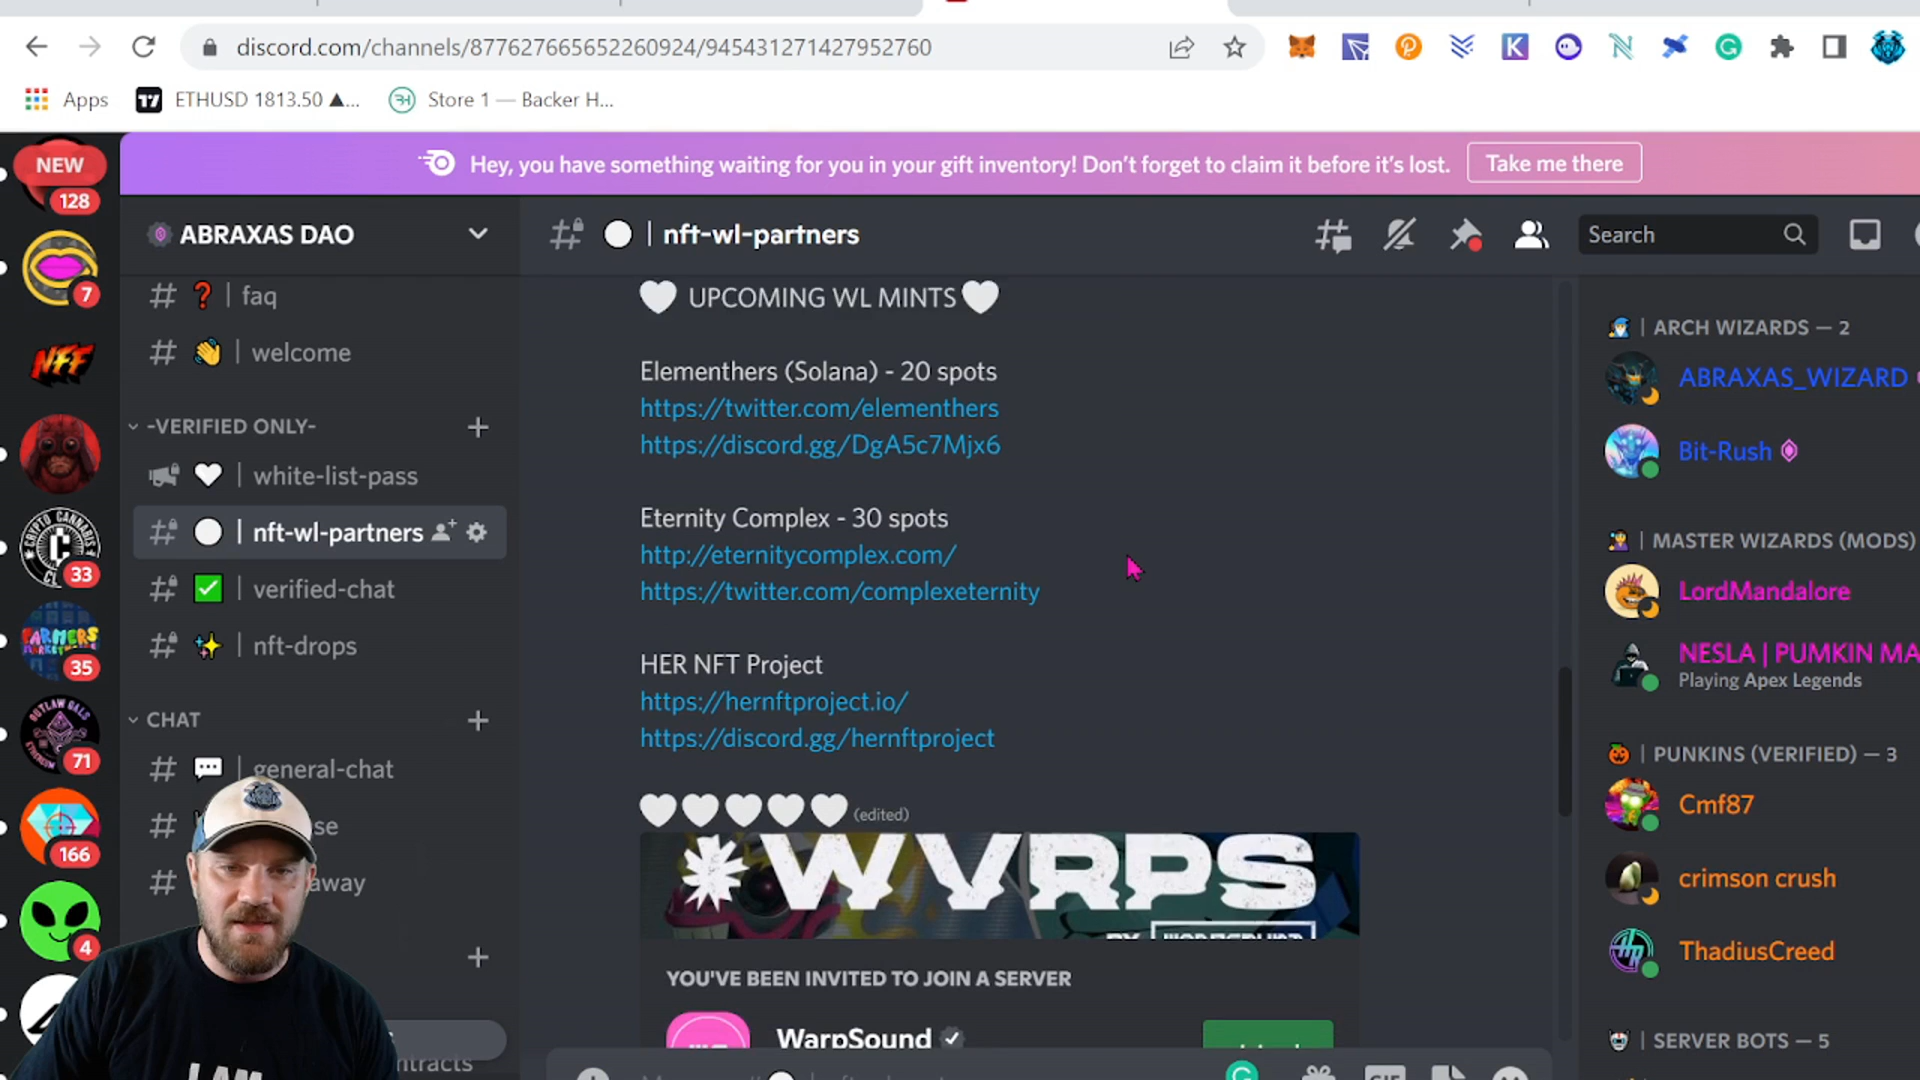 discord.com/channels/877627665652260924/945431271427952760
Apps
ETHUSD 1813.50 ▲...
Store 1 — Backer H...
NEW
128
Hey, you have something waiting for you in your gift inventory! Don't forget to claim it before it's lost.
Take me there
ABRAXAS DAO
| nft-wl-partners
Search
7
| faq
| welcome
-VERIFIED ONLY-
| white-list-pass
| nft-wl-partners
| verified-chat
| nft-drops
CHAT
| general-chat
NFF
CRYPTO CANNABIS
33
FARMERS
35
OUTLAW GALS
71
166
4
UPCOMING WL MINTS
Elementhers (Solana) - 20 spots
https://twitter.com/elementhers
https://discord.gg/DgA5c7Mjx6
Eternity Complex - 30 spots
http://eternitycomplex.com/
https://twitter.com/complexeternity
HER NFT Project
https://hernftproject.io/
https://discord.gg/hernftproject
(edited)
*WVRPS
YOU'VE BEEN INVITED TO JOIN A SERVER
WarpSound
| ARCH WIZARDS — 2
ABRAXAS_WIZARD
Bit-Rush
| MASTER WIZARDS (MODS)
LordMandalore
NESLA | PUMKIN MA
Playing Apex Legends
| PUNKINS (VERIFIED) — 3
Cmf87
crimson crush
ThadiusCreed
| SERVER BOTS — 5
I AM